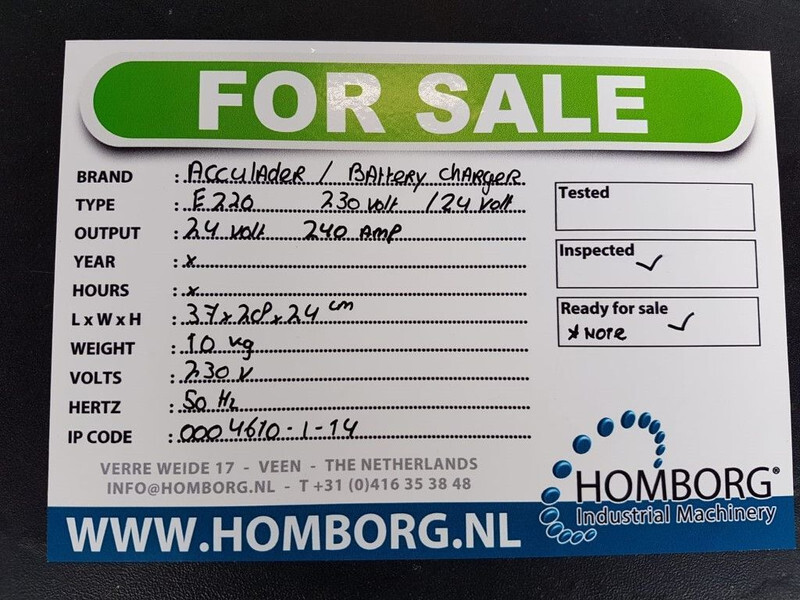 FOR SALE
BRAND : Acculader / Battery charger
TYPE : E220 230 volt / 24 volt
OUTPUT : 24 volt 240 Amp
YEAR : x
HOURS : x
L x W x H : 37 x 28 x 24 cm
WEIGHT : 10 kg
VOLTS : 230 V
HERTZ : 50 Hz
IP CODE : 0004610-1-14
Tested
Inspected ✓
Ready for sale ✓
* NOTE
VERRE WEIDE 17 - VEEN - THE NETHERLANDS
INFO@HOMBORG.NL - T +31 (0)416 35 38 48
WWW.HOMBORG.NL
HOMBORG®
Industrial Machinery